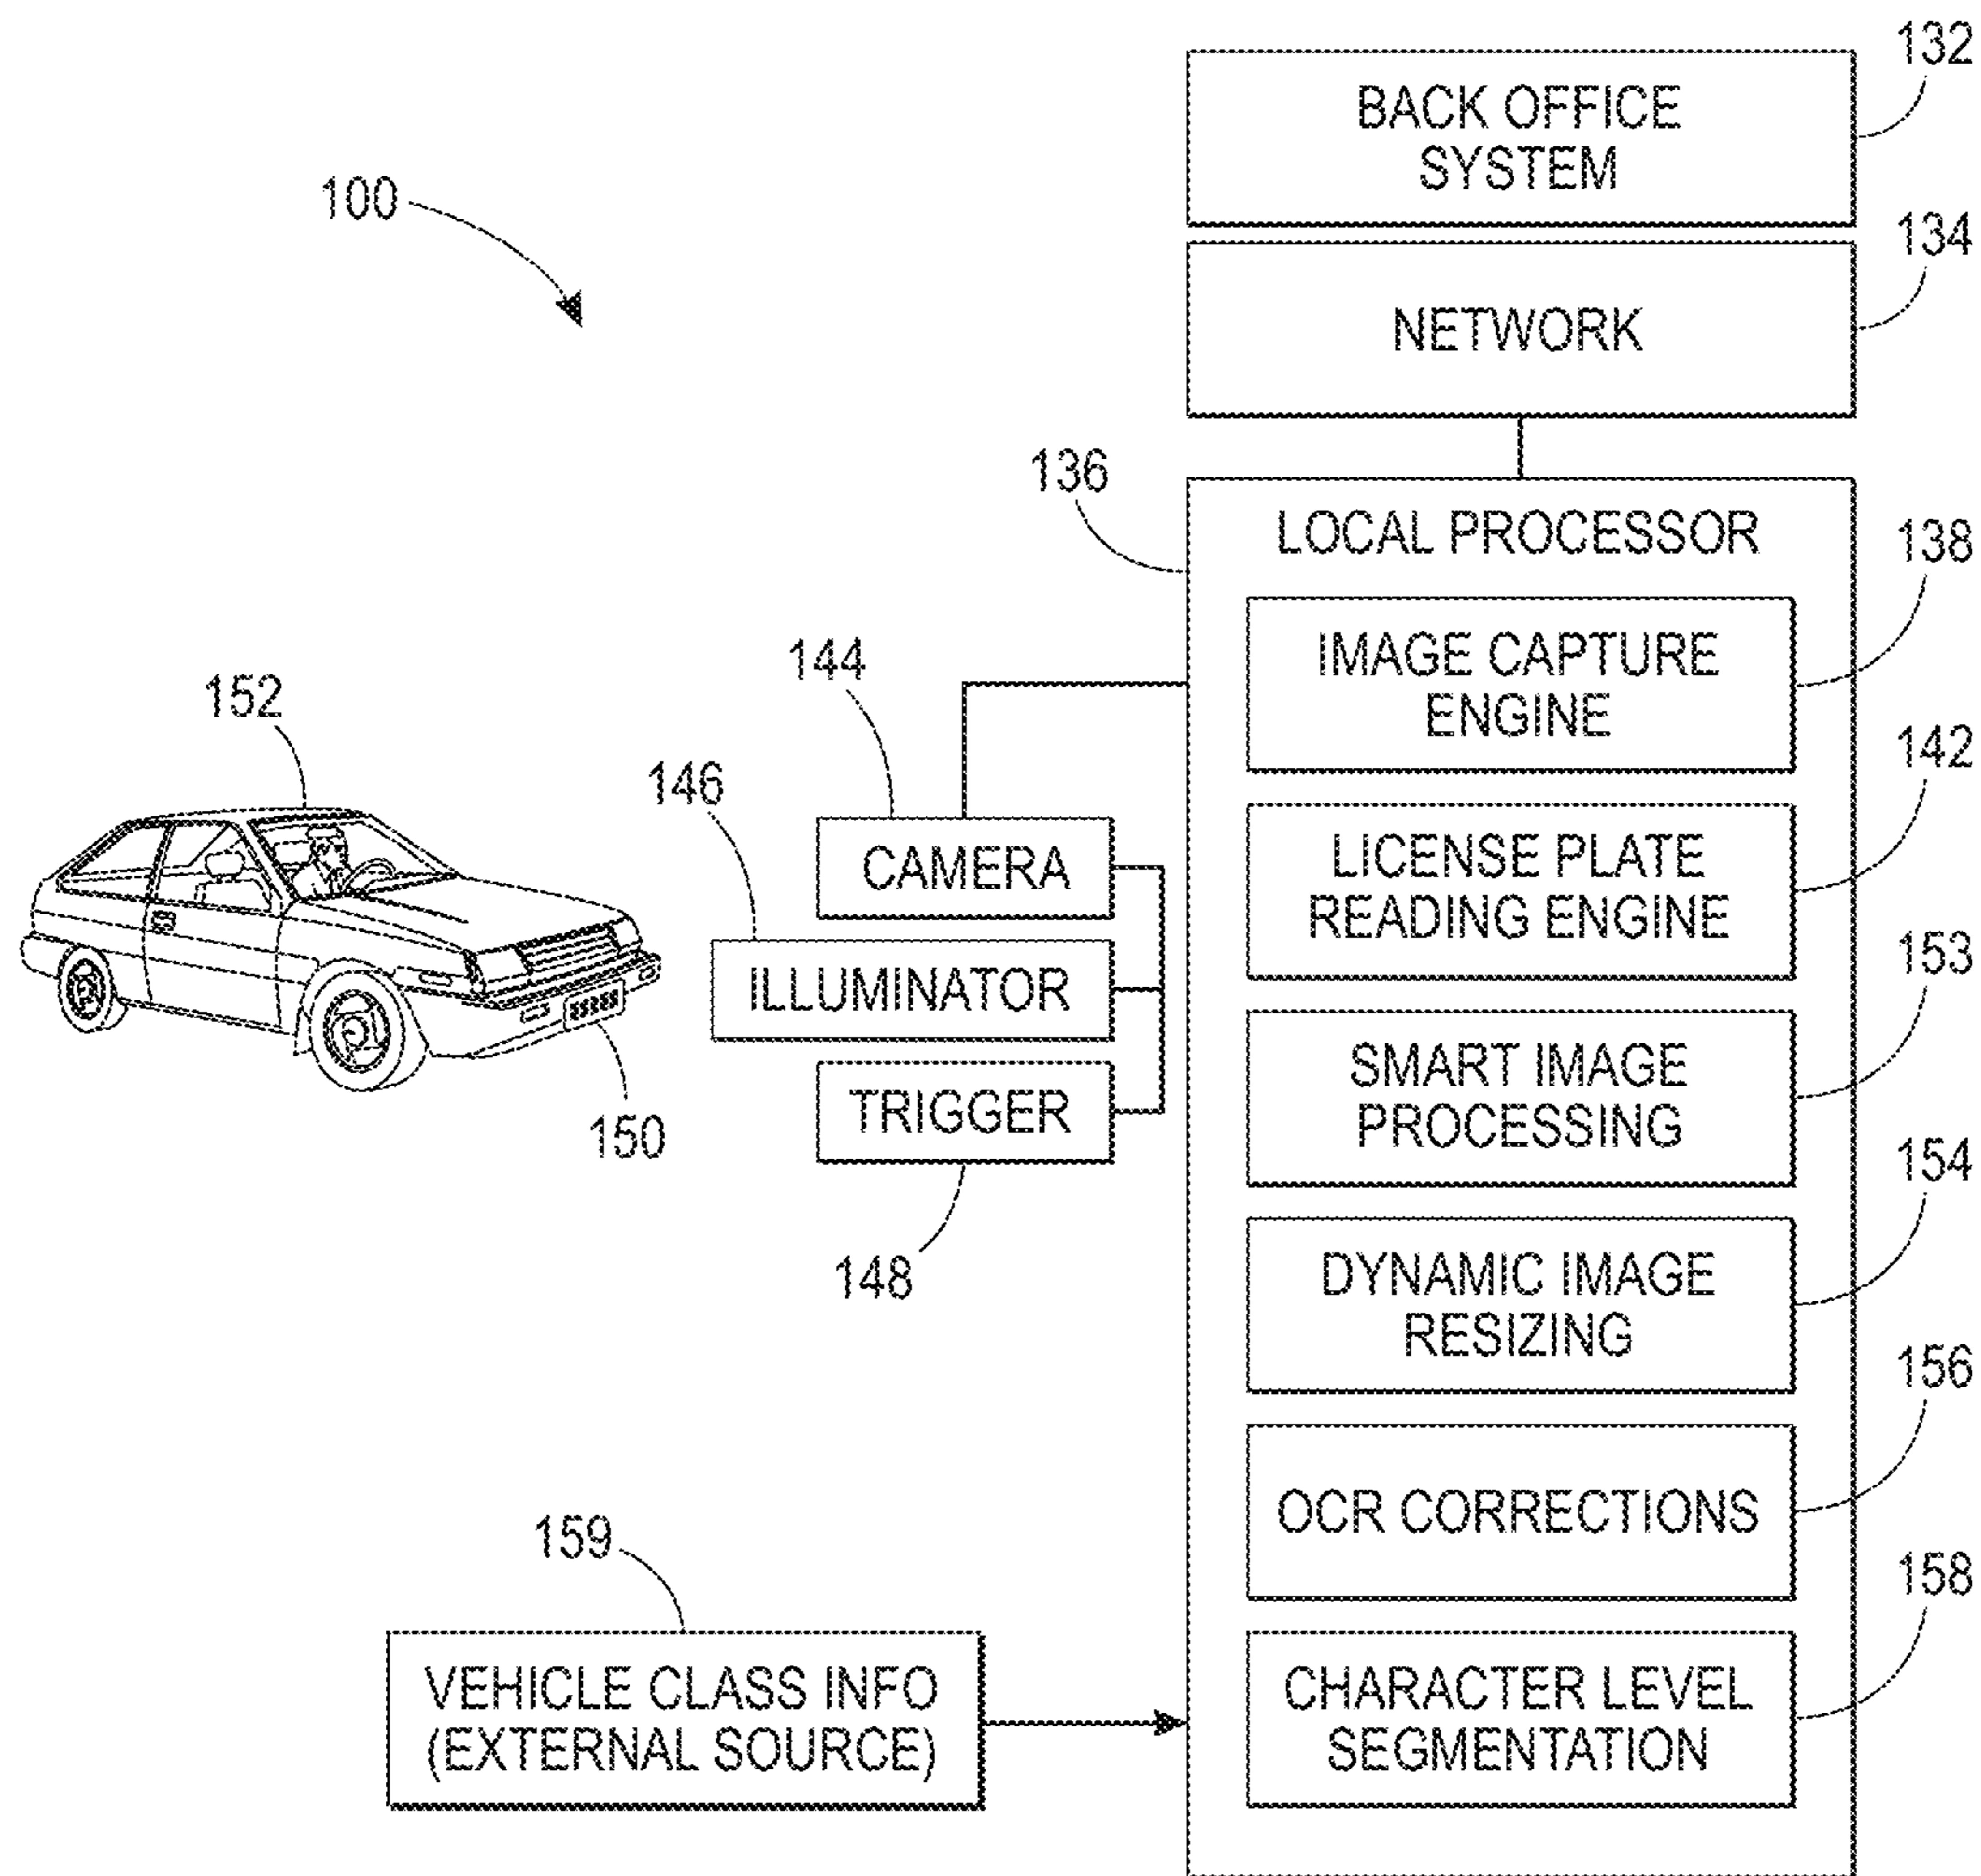 132
BACK OFFICE
SYSTEM
100
134
NETWORK
136
LOCAL PROCESSOR
138
IMAGE CAPTURE
ENGINE
144
152
142
146
LICENSE PLATE
READING ENGINE
CAMERA
153
ILLUMINATOR
SMART IMAGE
PROCESSING
TRIGGER
150
154
148
DYNAMIC IMAGE
RESIZING
156
OCR CORRECTIONS
159
158
VEHICLE CLASS INFO
(EXTERNAL SOURCE)
CHARACTER LEVEL
SEGMENTATION